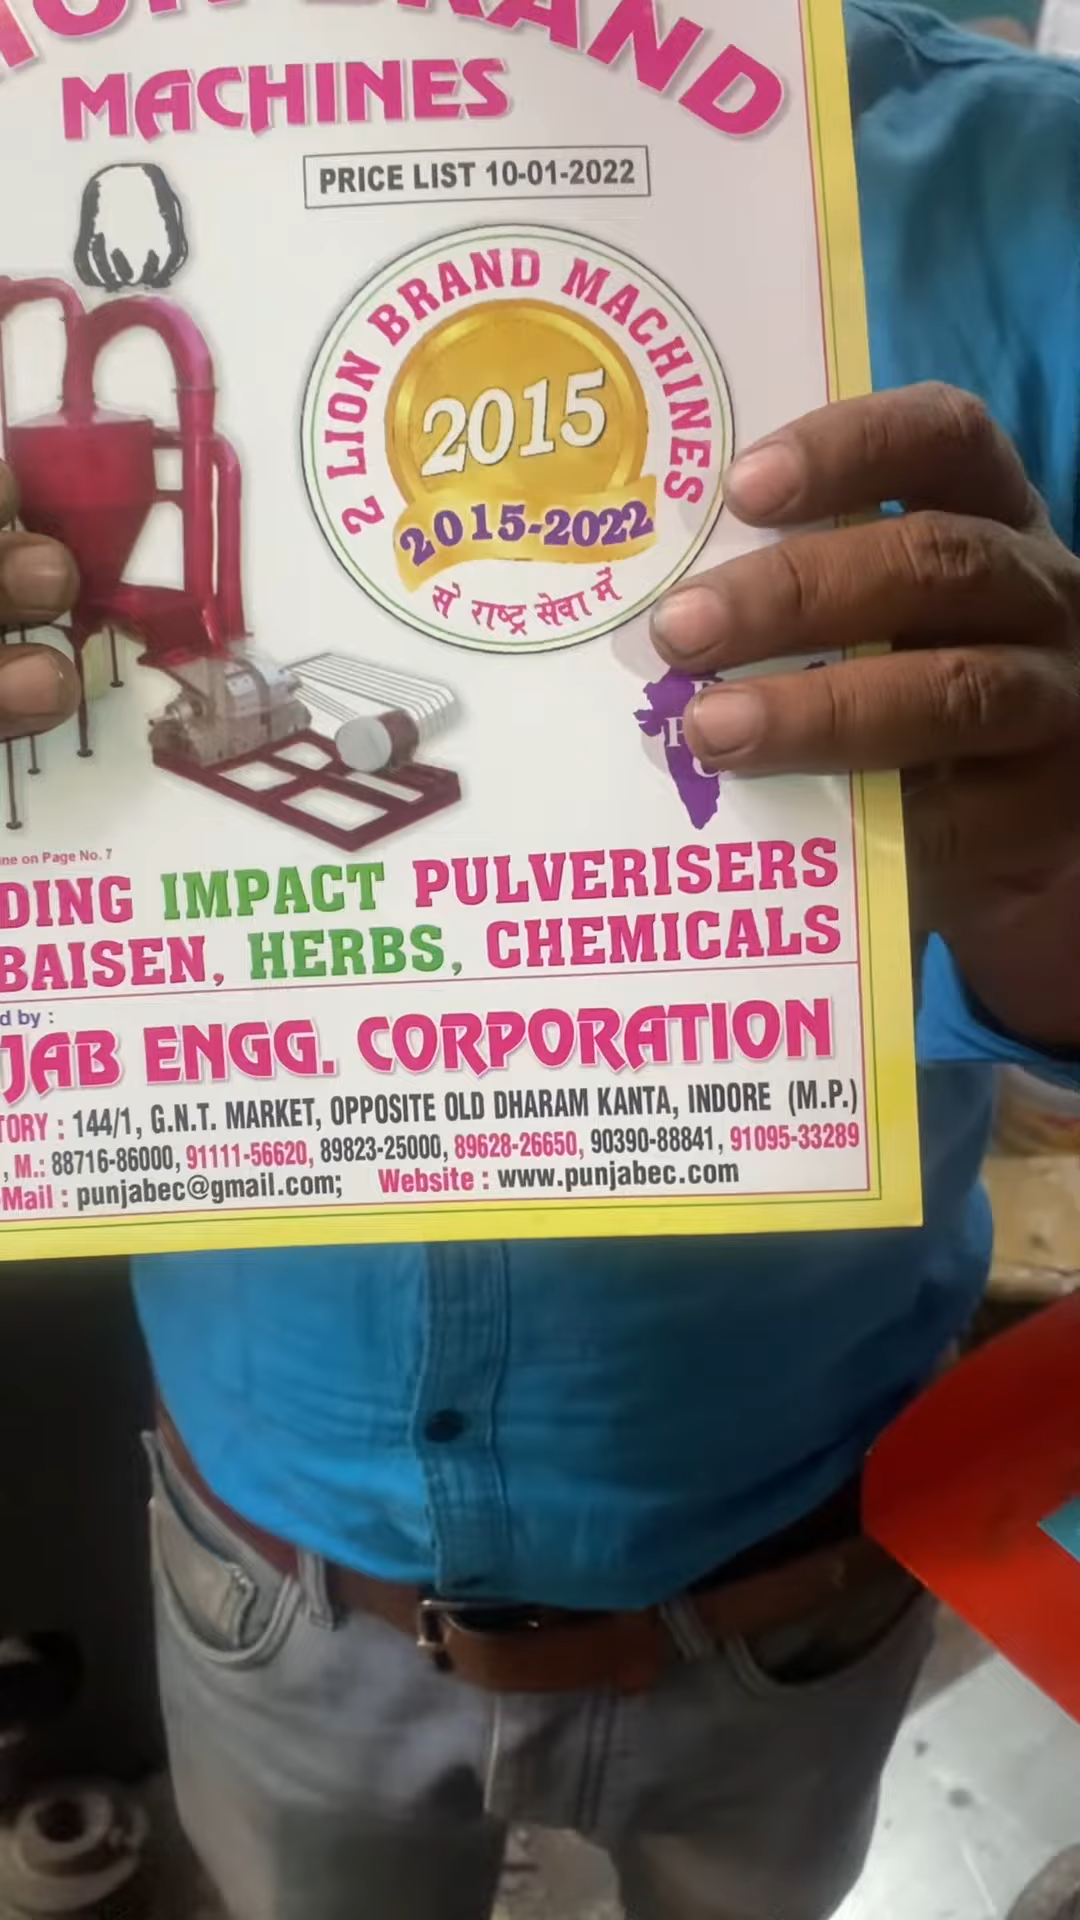 BRAND
MACHINES
PRICE LIST 10-01-2022
2 LION BRAND MACHINES
2015
2015-2022
से राष्ट्र सेवा में
ne on Page No. 7
DING IMPACT PULVERISERS
BAISEN, HERBS, CHEMICALS
d by :
JAB ENGG. CORPORATION
TORY : 144/1, G.N.T. MARKET, OPPOSITE OLD DHARAM KANTA, INDORE (M.P.)
, M.: 88716-86000, 91111-56620, 89823-25000, 89628-26650, 90390-88841, 91095-33289
Mail : punjabec@gmail.com; Website : www.punjabec.com